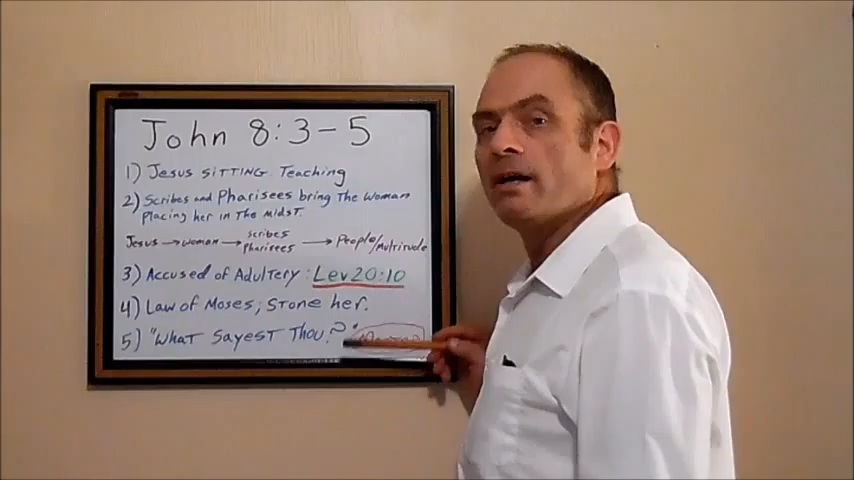 John 8:3-5
1) Jesus SITTING Teaching
2) Scribes and Pharisees bring The Woman
Placing her in The midst.
Jesus → woman → Scribes Pharisees → People/Multitude
3) Accused of Adultery: Lev 20:10
4) Law of Moses; Stone her.
5) "What Sayest Thou?"